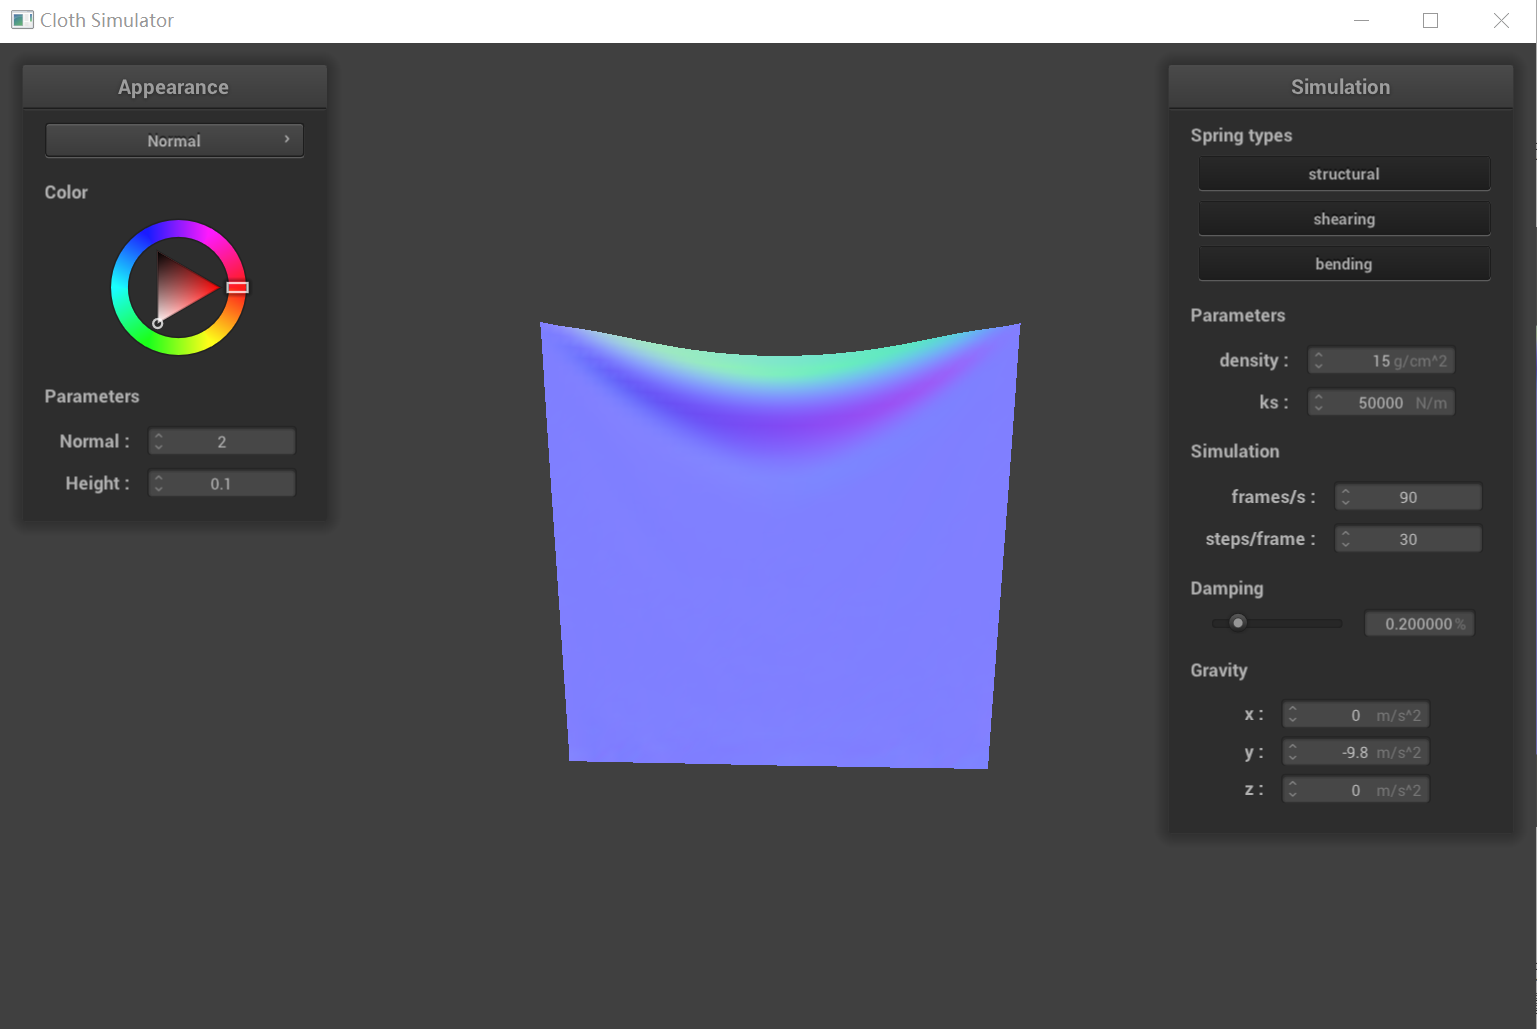 Cloth Simulator
Appearance
Normal
Color
Parameters
Normal : 2
Height : 0.1
Simulation
Spring types
structural
shearing
bending
Parameters
density : 15 g/cm^2
ks : 50000 N/m
Simulation
frames/s : 90
steps/frame : 30
Damping
0.200000 %
Gravity
x : 0 m/s^2
y : -9.8 m/s^2
z : 0 m/s^2